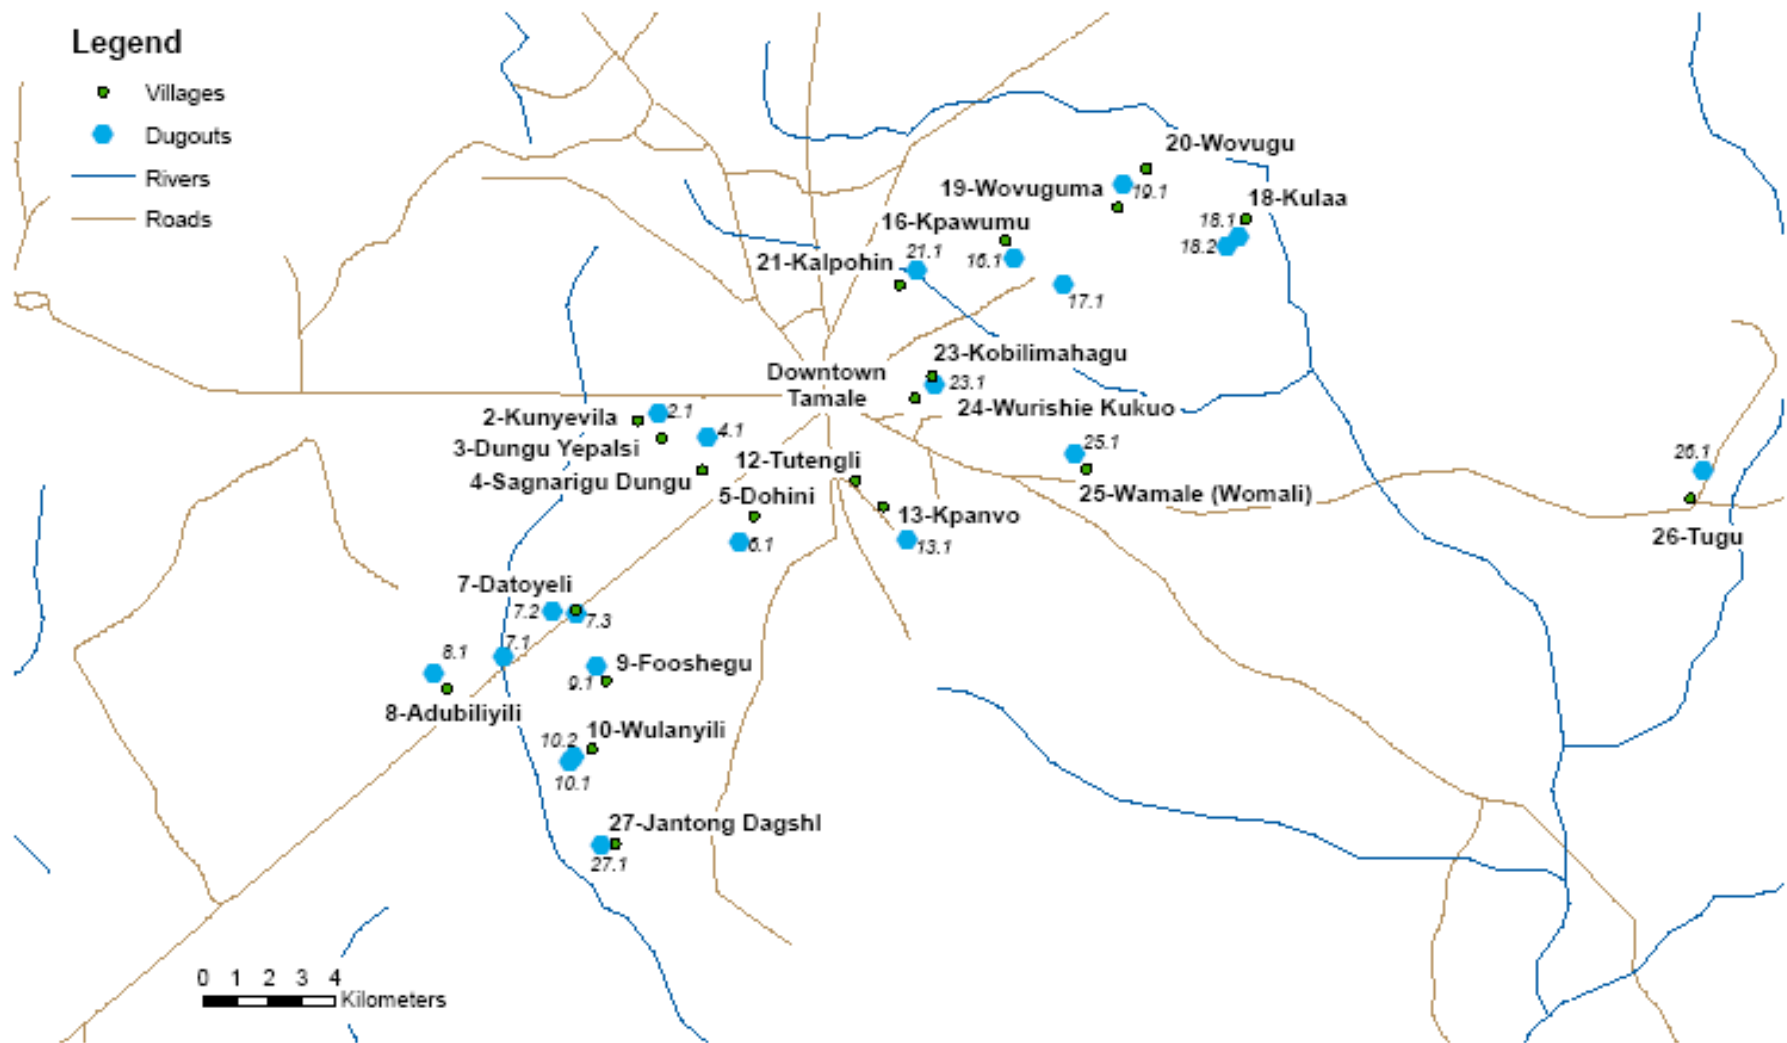 Legend
Villages
Dugouts
Rivers
Roads
20-Wovugu
19-Wovuguma
19.1
18-Kulaa
18.1
18.2
16-Kpawumu
16.1
21.1
21-Kalpohin
17.1
23-Kobilimahagu
23.1
Downtown
Tamale
24-Wurishie Kukuo
2-Kunyevila
2.1
4.1
3-Dungu Yepalsi
12-Tutengli
25.1
26.1
4-Sagnarigu Dungu
5-Dohini
25-Wamale (Womali)
13-Kpanvo
26-Tugu
6.1
13.1
7-Datoyeli
7.2
7.3
7.1
8.1
9-Fooshegu
9.1
8-Adubiliyili
10-Wulanyili
10.2
10.1
27-Jantong Dagshl
27.1
0 1 2 3 4
Kilometers